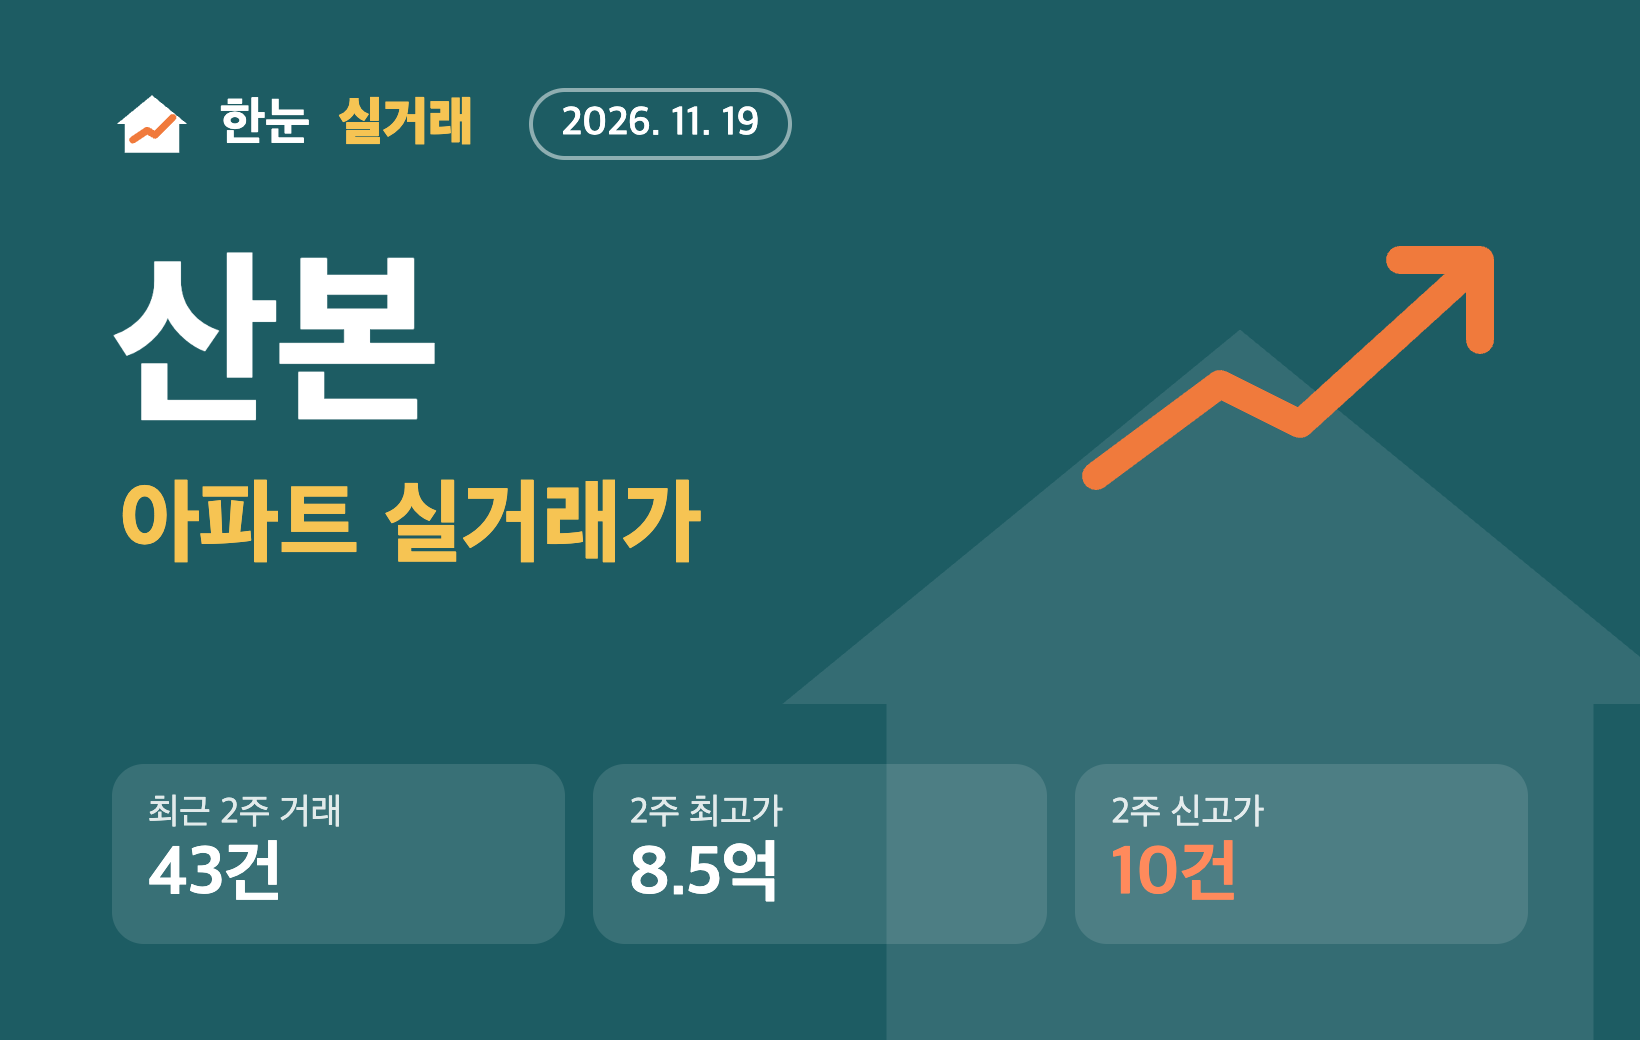 한눈 실거래
2026. 11. 19
산본
아파트 실거래가
최근 2주 거래
43건
2주 최고가
8.5억
2주 신고가
10건